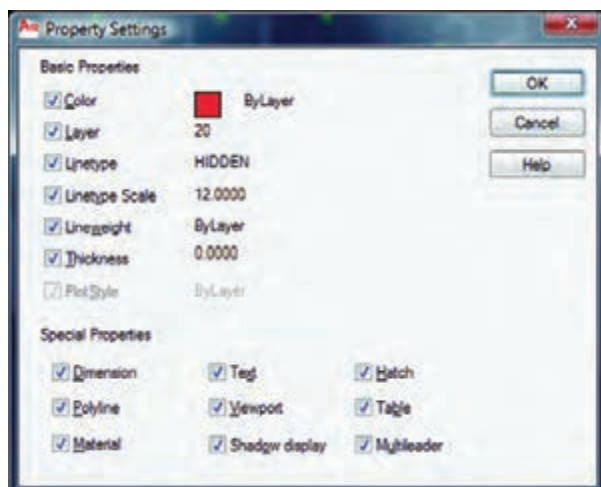 Property Settings
Basic Properties
Color ByLayer
Layer 20
Linetype HIDDEN
Linetype Scale 12.0000
Lineweight ByLayer
Thickness 0.0000
PlotStyle ByLayer
OK
Cancel
Help
Special Properties
Dimension Text Hatch
Polyline Viewport Table
Material Shadow display Multileader